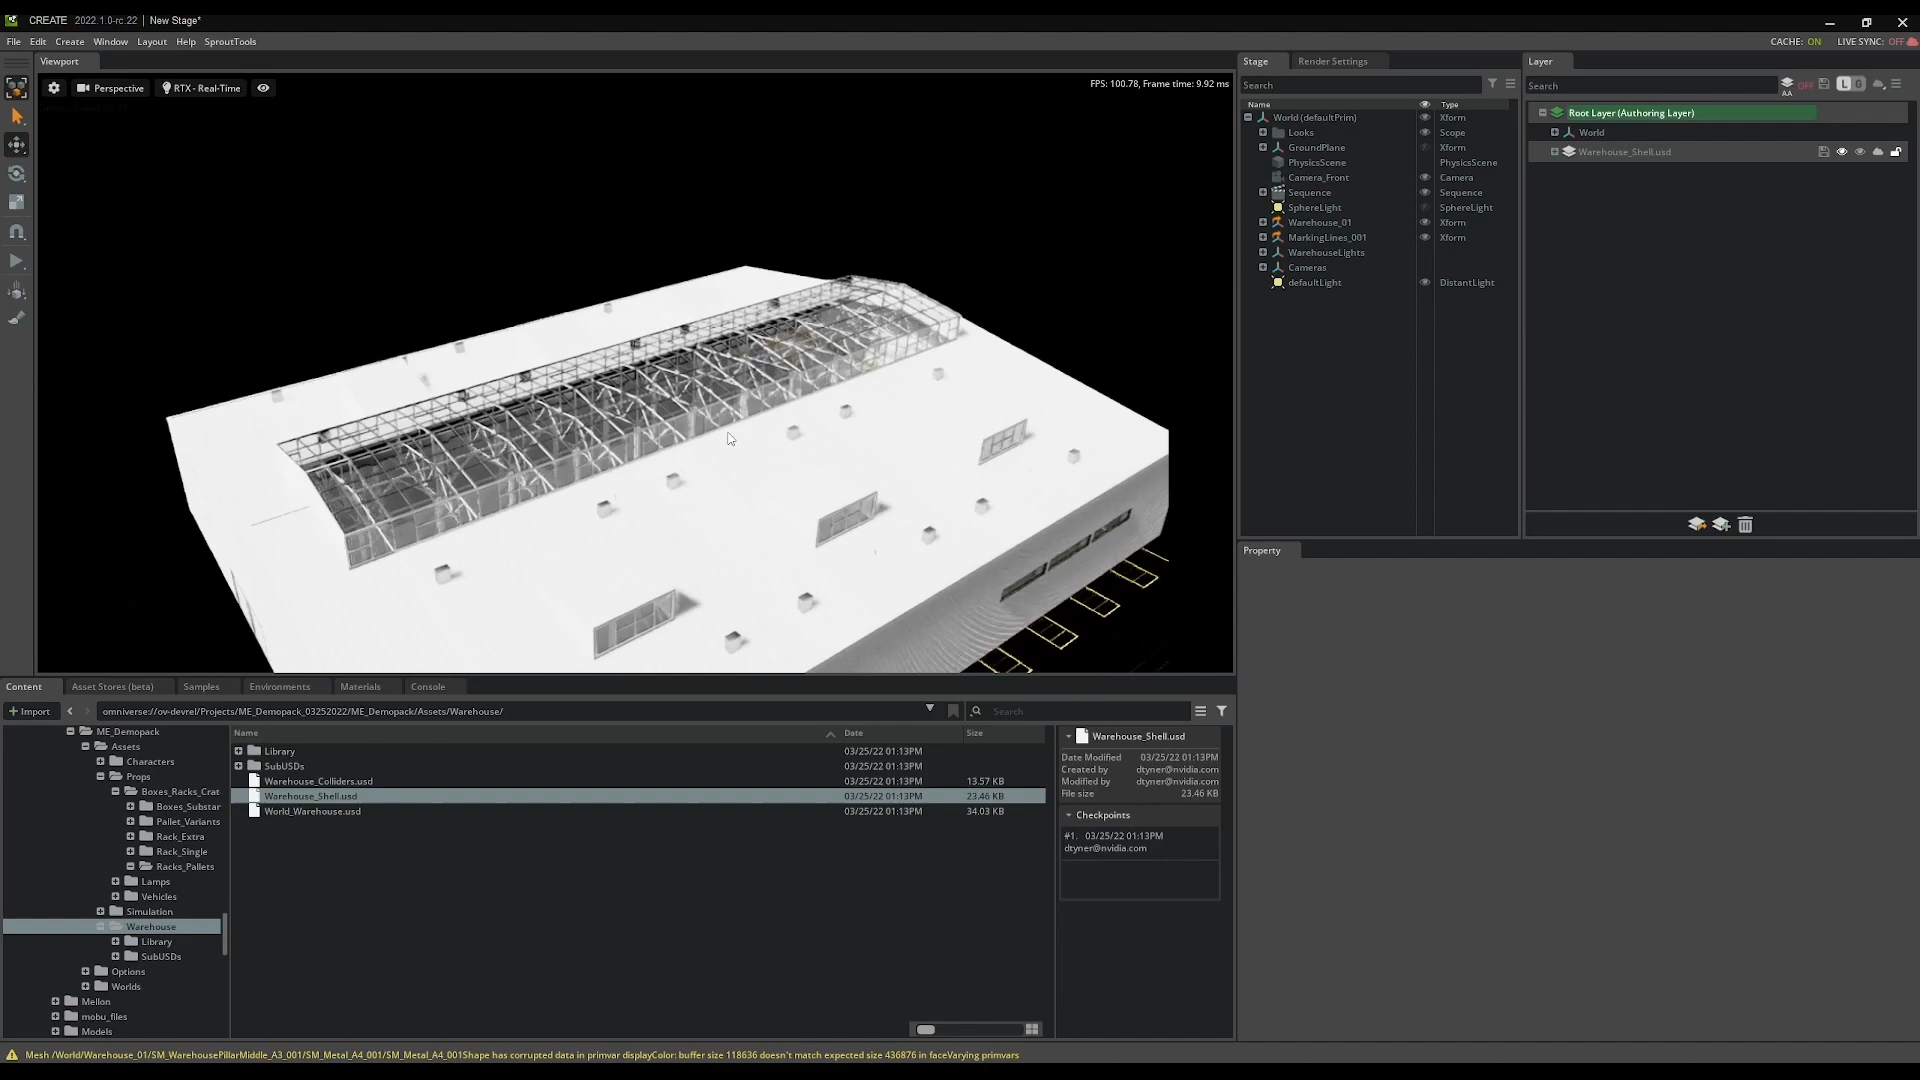 CREATE 2022.1.0-rc.22 | New Stage*
File Edit Create Window Layout Help SproutTools
CACHE: ON LIVE SYNC: OFF
Viewport
Perspective RTX - Real-Time
FPS: 100.78, Frame time: 9.92 ms
Stage Render Settings
Search
Name Type
World (defaultPrim) Xform
Looks Scope
GroundPlane Xform
PhysicsScene PhysicsScene
Camera_Front Camera
Sequence Sequence
SphereLight SphereLight
Warehouse_01 Xform
MarkingLines_001 Xform
WarehouseLights
Cameras
defaultLight DistantLight
Layer
Search AA OFF L G
Root Layer (Authoring Layer)
World
Warehouse_Shell.usd
Property
Content Asset Stores (beta) Samples Environments Materials Console
+ Import omniverse://ov-devrel/Projects/ME_Demopack_03252022/ME_Demopack/Assets/Warehouse/ Search
ME_Demopack
Assets
Characters
Props
Boxes_Racks_Crat
Boxes_Substar
Pallet_Variants
Rack_Extra
Rack_Single
Racks_Pallets
Lamps
Vehicles
Simulation
Warehouse
Library
SubUSDs
Options
Worlds
Mellon
mobu_files
Models
Name Date Size
Library 03/25/22 01:13PM
SubUSDs 03/25/22 01:13PM
Warehouse_Colliders.usd 03/25/22 01:13PM 13.57 KB
Warehouse_Shell.usd 03/25/22 01:13PM 23.46 KB
World_Warehouse.usd 03/25/22 01:13PM 34.03 KB
Warehouse_Shell.usd
Date Modified 03/25/22 01:13PM
Created by dtyner@nvidia.com
Modified by dtyner@nvidia.com
File size 23.46 KB
Checkpoints
#1. 03/25/22 01:13PM
dtyner@nvidia.com
Mesh /World/Warehouse_01/SM_WarehousePillarMiddle_A3_001/SM_Metal_A4_001/SM_Metal_A4_001Shape has corrupted data in primvar displayColor: buffer size 118636 doesn't match expected size 436876 in faceVarying primvars